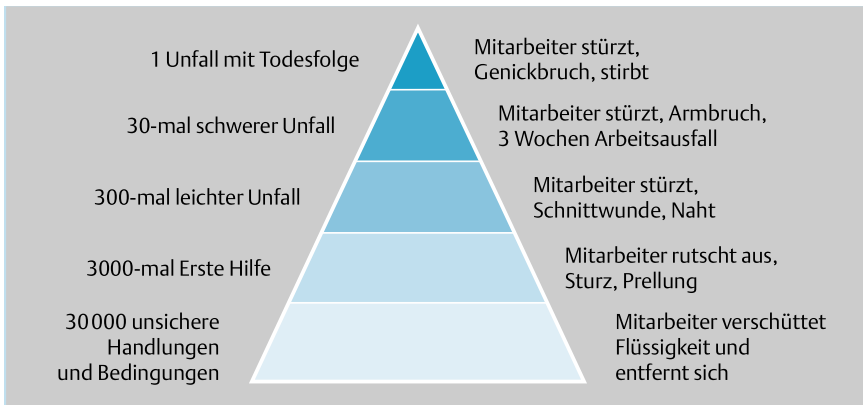 1 Unfall mit Todesfolge
Mitarbeiter stürzt,
Genickbruch, stirbt
30-mal schwerer Unfall
Mitarbeiter stürzt, Armbruch,
3 Wochen Arbeitsausfall
300-mal leichter Unfall
Mitarbeiter stürzt,
Schnittwunde, Naht
3000-mal Erste Hilfe
Mitarbeiter rutscht aus,
Sturz, Prellung
30 000 unsichere
Handlungen
und Bedingungen
Mitarbeiter verschüttet
Flüssigkeit und
entfernt sich